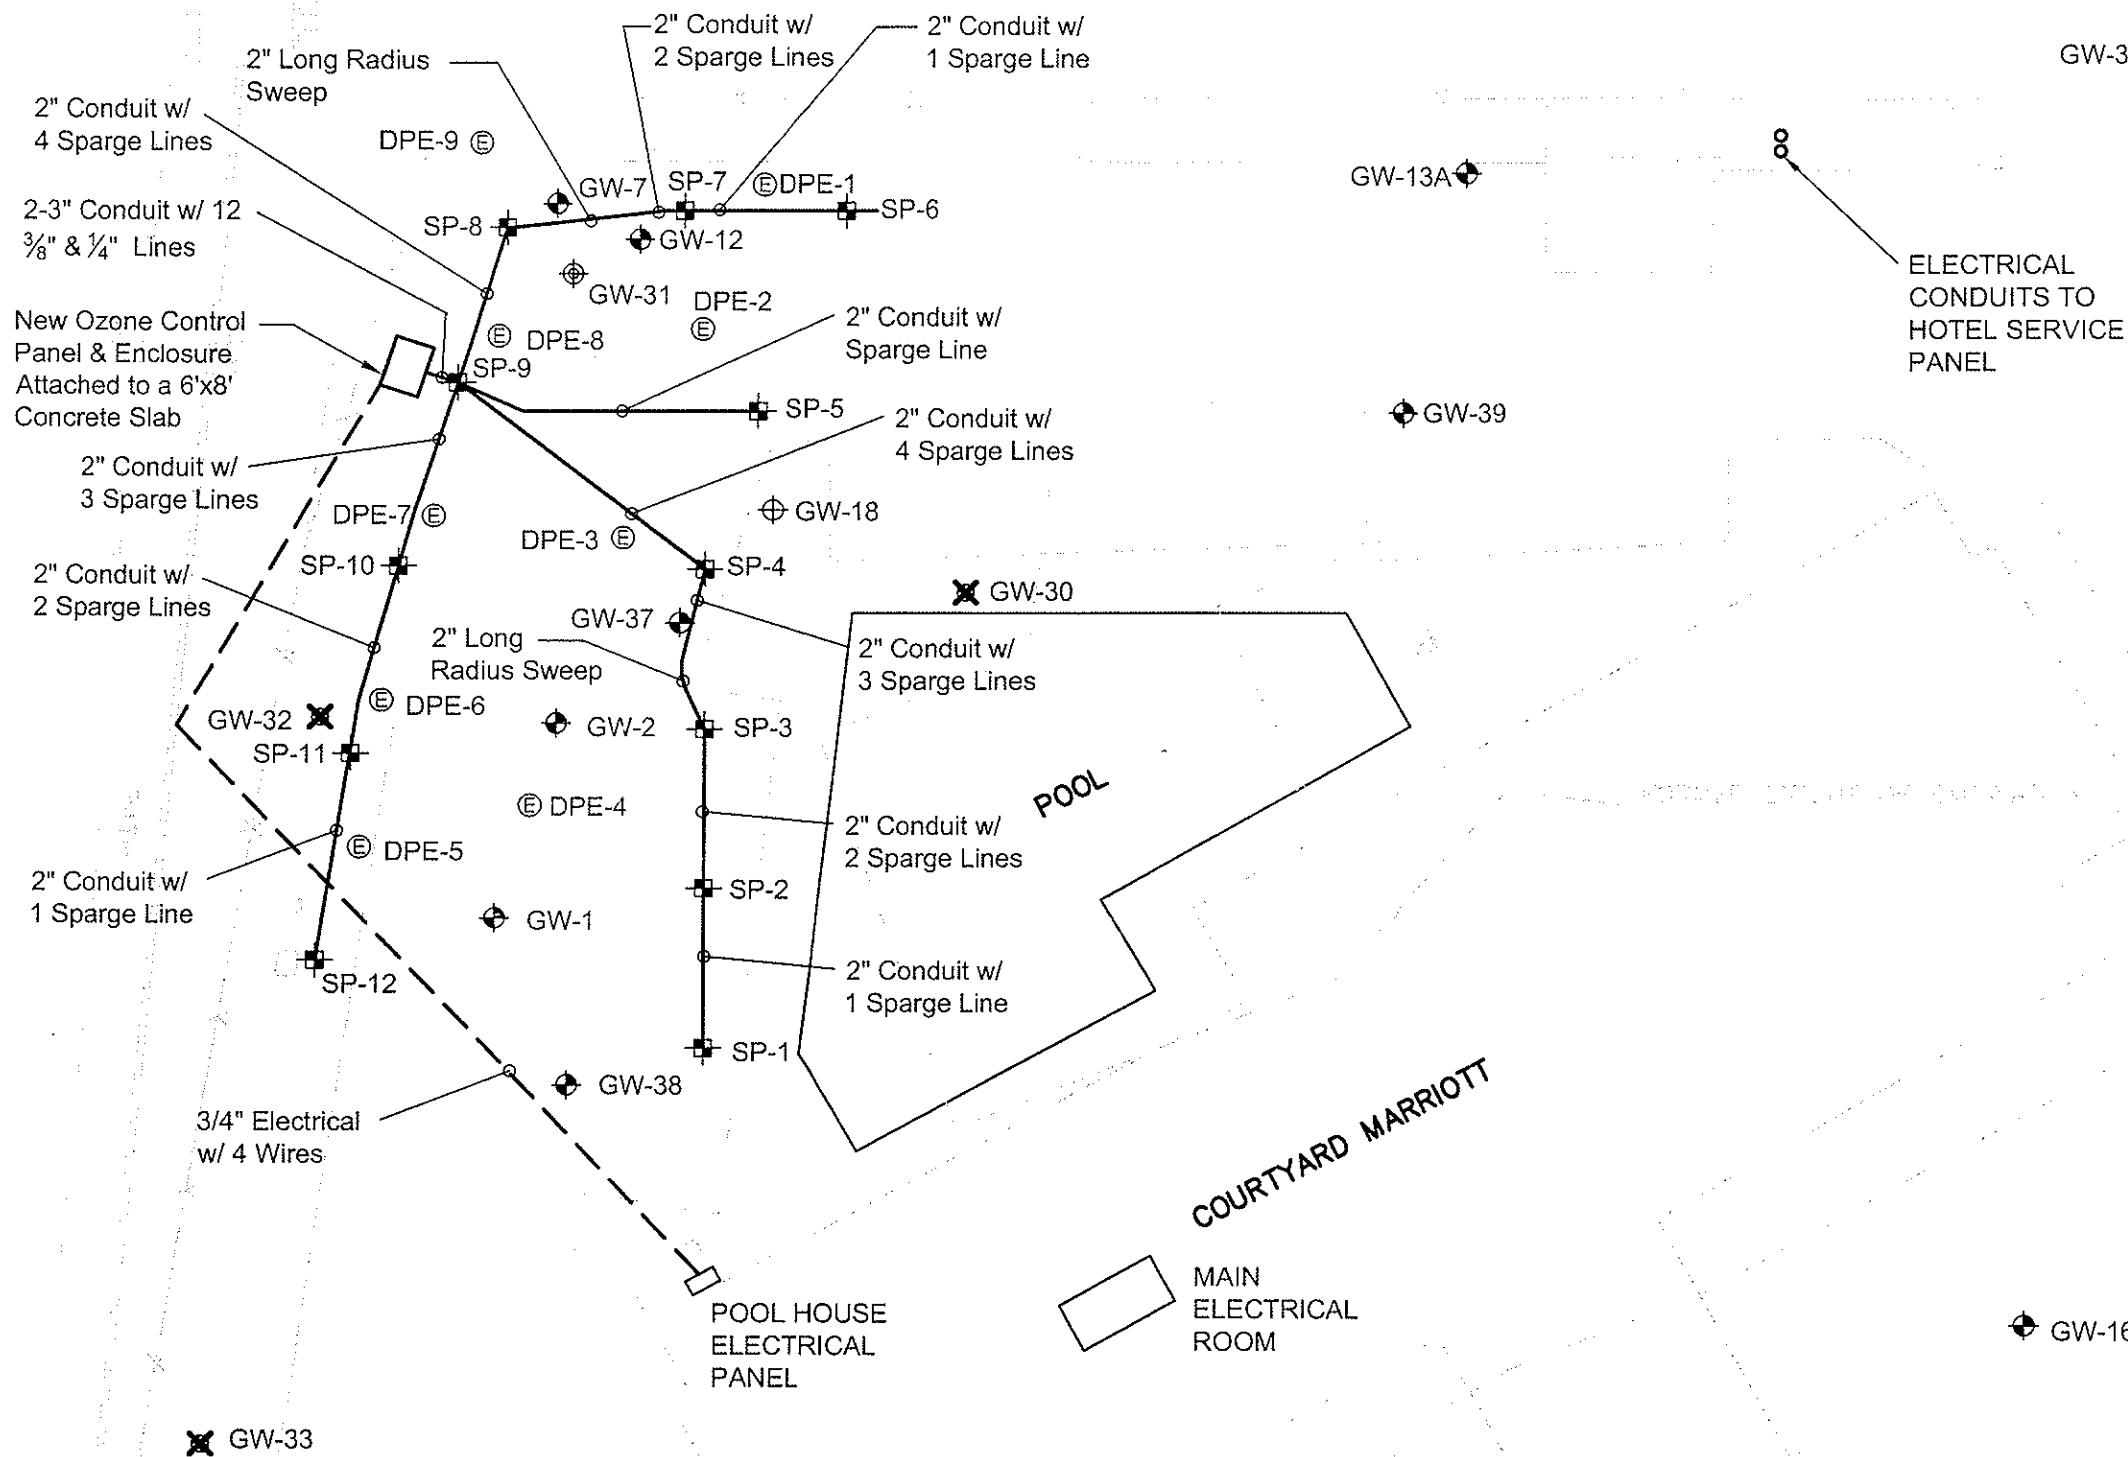 2" Conduit w/
2 Sparge Lines
2" Conduit w/
1 Sparge Line
GW-3
2" Long Radius
Sweep
2" Conduit w/
4 Sparge Lines
DPE-9 Ⓔ
GW-7
SP-7
ⒺDPE-1
GW-13A
2-3" Conduit w/ 12
⅜" & ¼" Lines
SP-8
SP-6
GW-12
ELECTRICAL
CONDUITS TO
HOTEL SERVICE
PANEL
GW-31
DPE-2
Ⓔ
New Ozone Control
Panel & Enclosure
Attached to a 6'x8'
Concrete Slab
Ⓔ DPE-8
2" Conduit w/
Sparge Line
SP-9
SP-5
2" Conduit w/
4 Sparge Lines
GW-39
2" Conduit w/
3 Sparge Lines
DPE-7 Ⓔ
DPE-3 Ⓔ
GW-18
SP-10
SP-4
2" Conduit w/
2 Sparge Lines
GW-30
GW-37
2" Long
Radius Sweep
2" Conduit w/
3 Sparge Lines
GW-32
Ⓔ DPE-6
GW-2
SP-3
SP-11
POOL
Ⓔ DPE-4
2" Conduit w/
2 Sparge Lines
Ⓔ DPE-5
2" Conduit w/
1 Sparge Line
SP-2
GW-1
SP-12
2" Conduit w/
1 Sparge Line
SP-1
GW-38
3/4" Electrical
w/ 4 Wires
COURTYARD MARRIOTT
POOL HOUSE
ELECTRICAL
PANEL
MAIN
ELECTRICAL
ROOM
GW-16
GW-33